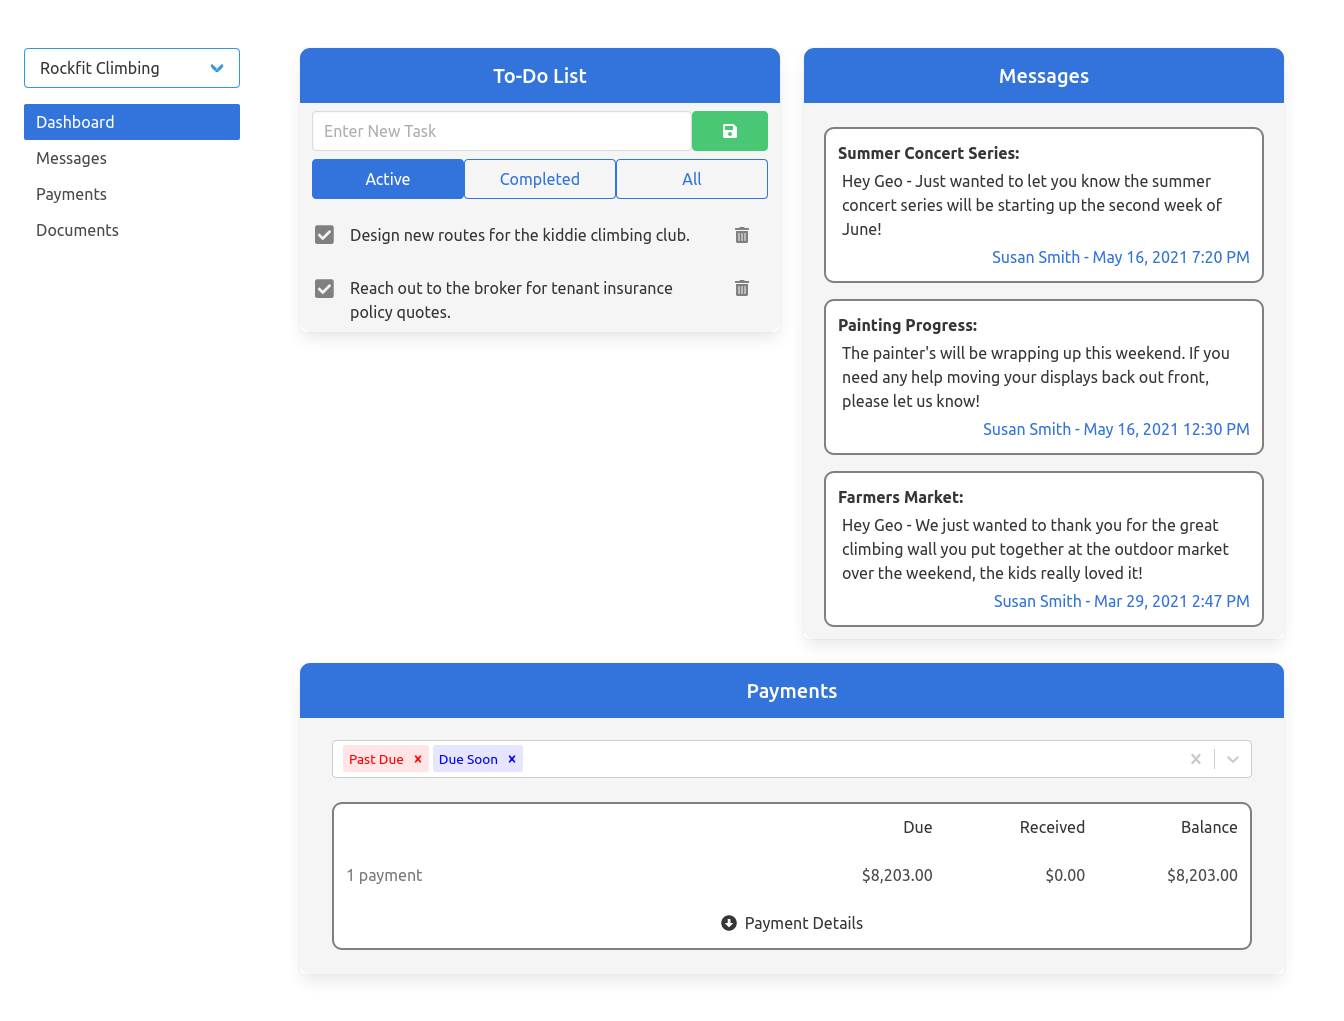 Rockfit Climbing
Dashboard
Messages
Payments
Documents
To-Do List
Enter New Task
Active
Completed
All
Design new routes for the kiddie climbing club.
Reach out to the broker for tenant insurance
policy quotes.
Messages
Summer Concert Series:
Hey Geo - Just wanted to let you know the summer
concert series will be starting up the second week of
June!
Susan Smith - May 16, 2021 7:20 PM
Painting Progress:
The painter's will be wrapping up this weekend. If you
need any help moving your displays back out front,
please let us know!
Susan Smith - May 16, 2021 12:30 PM
Farmers Market:
Hey Geo - We just wanted to thank you for the great
climbing wall you put together at the outdoor market
over the weekend, the kids really loved it!
Susan Smith - Mar 29, 2021 2:47 PM
Payments
Past Due
Due Soon
Due Received Balance
1 payment $8,203.00 $0.00 $8,203.00
Payment Details